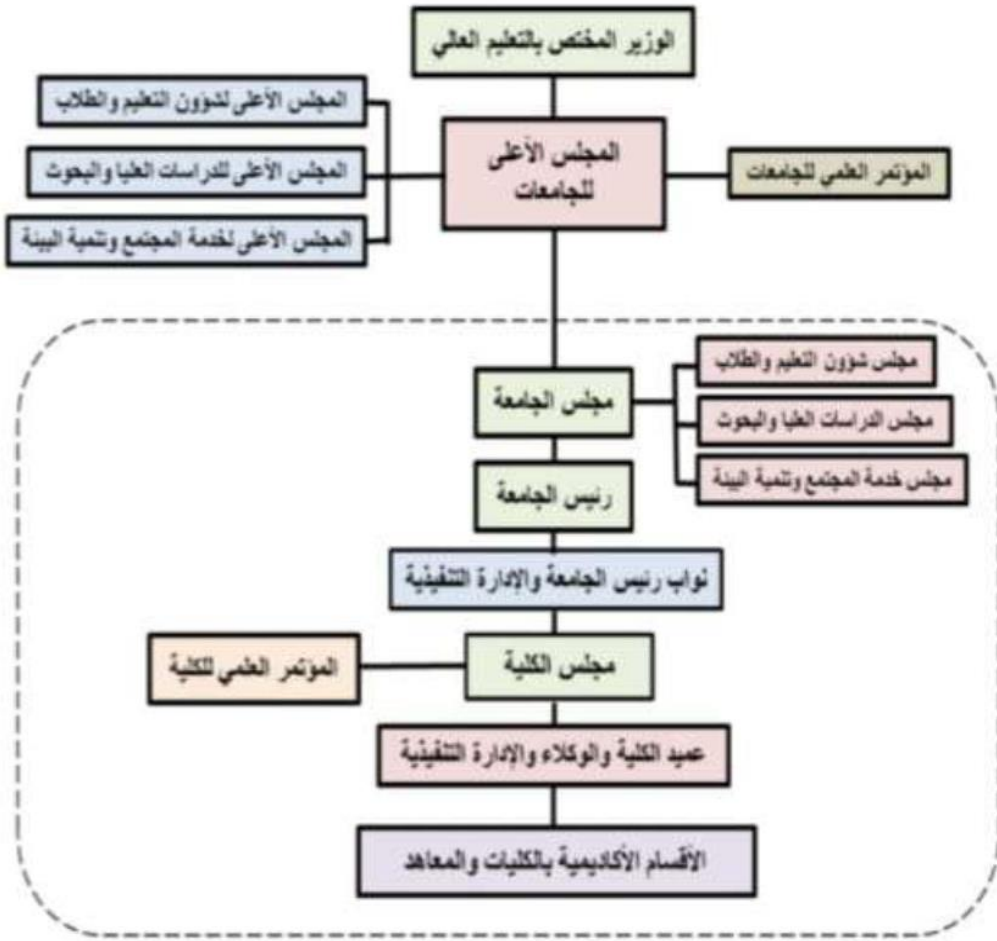 الوزير المختص بالتعليم العالي
المجلس الأعلى
للجامعات
المؤتمر العلمي للجامعات
المجلس الأعلى لشؤون التعليم والطلاب
المجلس الأعلى للدراسات العليا والبحوث
المجلس الأعلى لخدمة المجتمع وتنمية البيئة
مجلس الجامعة
مجلس شؤون التعليم والطلاب
مجلس الدراسات العليا والبحوث
مجلس خدمة المجتمع وتنمية البيئة
رئيس الجامعة
نواب رئيس الجامعة والإدارة التنفيذية
مجلس الكلية
المؤتمر العلمي للكلية
عميد الكلية والوكلاء والإدارة التنفيذية
الأقسام الأكاديمية بالكليات والمعاهد